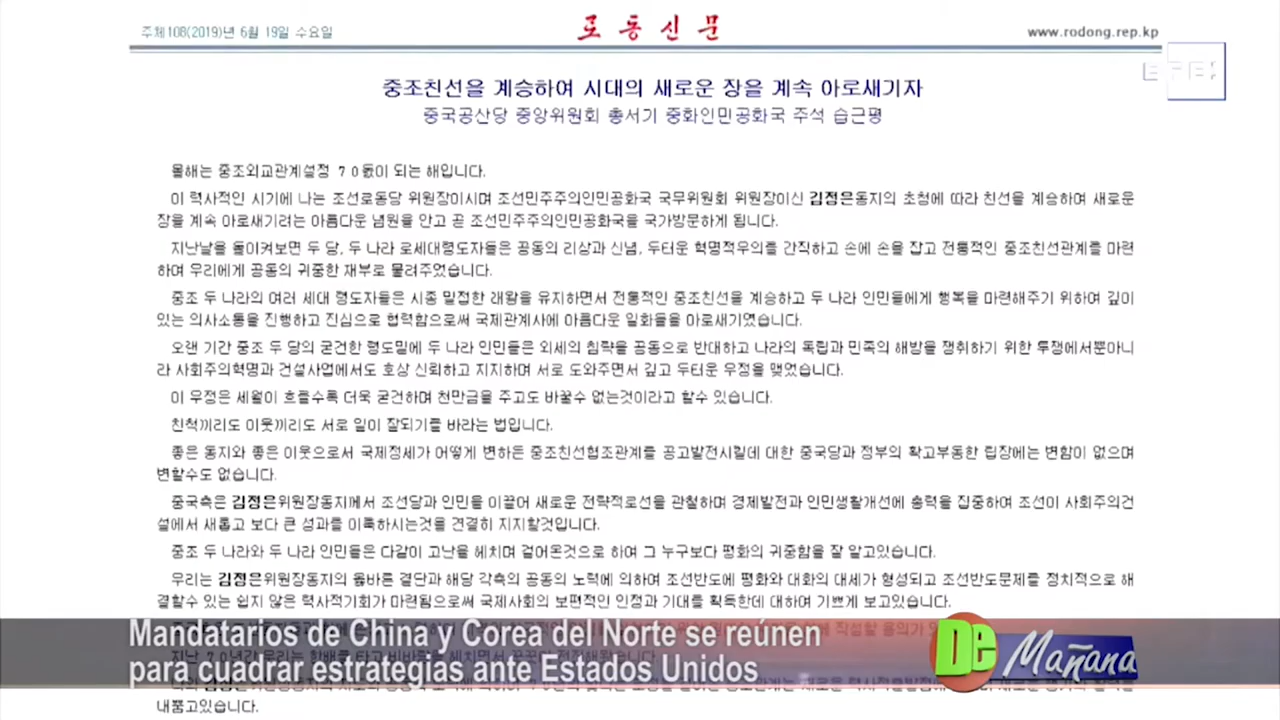 주체108(2019)년 6월 19일 수요일
로동신문
www.rodong.rep.kp
EFE:
중조친선을 계승하여 시대의 새로운 장을 계속 아로새기자
중국공산당 중앙위원회 총서기 중화인민공화국 주석 습근평
올해는 중조외교관계설정 70돐이 되는 해입니다.
이 력사적인 시기에 나는 조선로동당 위원장이시며 조선민주주의인민공화국 국무위원회 위원장이신 김정은동지의 초청에 따라 친선을 계승하며 새로운
장을 계속 아로새기려는 아름다운 념원을 안고 곧 조선민주주의인민공화국을 국가방문하게 됩니다.
지난날을 돌이켜보면 두 당, 두 나라 로세대령도자들은 공동의 리상과 신념, 두터운 혁명적우의를 간직하고 손에 손을 잡고 전통적인 중조친선관계를 마련
하여 우리에게 공동의 귀중한 재부로 물려주었습니다.
중조 두 나라의 여러 세대 령도자들은 시종 밀접한 래왕을 유지하면서 전통적인 중조친선을 계승하고 두 나라 인민들에게 행복을 마련해주기 위하여 깊이
있는 의사소통을 진행하고 진심으로 협력함으로써 국제관계사에 아름다운 일화들을 아로새기였습니다.
오랜 기간 중조 두 당의 굳건한 령도밑에 두 나라 인민들은 외세의 침략을 공동으로 반대하고 나라의 독립과 민족의 해방을 쟁취하기 위한 투쟁에서뿐아니
라 사회주의혁명과 건설사업에서도 호상 신뢰하고 지지하며 서로 도와주면서 깊고 두터운 우정을 맺었습니다.
이 우정은 세월이 흐를수록 더욱 굳건하며 천만금을 주고도 바꿀수 없는것이라고 할수 있습니다.
친척끼리도 이웃끼리도 서로 일이 잘되기를 바라는 법입니다.
좋은 동지와 좋은 이웃으로서 국제정세가 어떻게 변하든 중조친선협조관계를 공고발전시킬데 대한 중국당과 정부의 확고부동한 립장에는 변함이 없으며
변할수도 없습니다.
중국측은 김정은위원장동지께서 조선당과 인민을 이끌어 새로운 전략적로선을 관철하며 경제발전과 인민생활개선에 총력을 집중하여 조선이 사회주의건
설에서 새롭고 보다 큰 성과를 이룩하시는것을 견결히 지지할것입니다.
중조 두 나라와 두 나라 인민들은 다같이 고난을 헤치며 걸어온것으로 하여 그 누구보다 평화의 귀중함을 잘 알고있습니다.
우리는 김정은위원장동지의 옳바른 결단과 해당 각측의 공동의 노력에 의하여 조선반도에 평화와 대화의 대세가 형성되고 조선반도문제를 정치적으로 해
결할수 있는 쉽지 않은 력사적기회가 마련됨으로써 국제사회의 보편적인 인정과 기대를 획득한데 대하여 기쁘게 보고있습니다.
Mandatarios de China y Corea del Norte se reúnen
para cuadrar estrategias ante Estados Unidos
De Mañana
내뿜고있습니다.